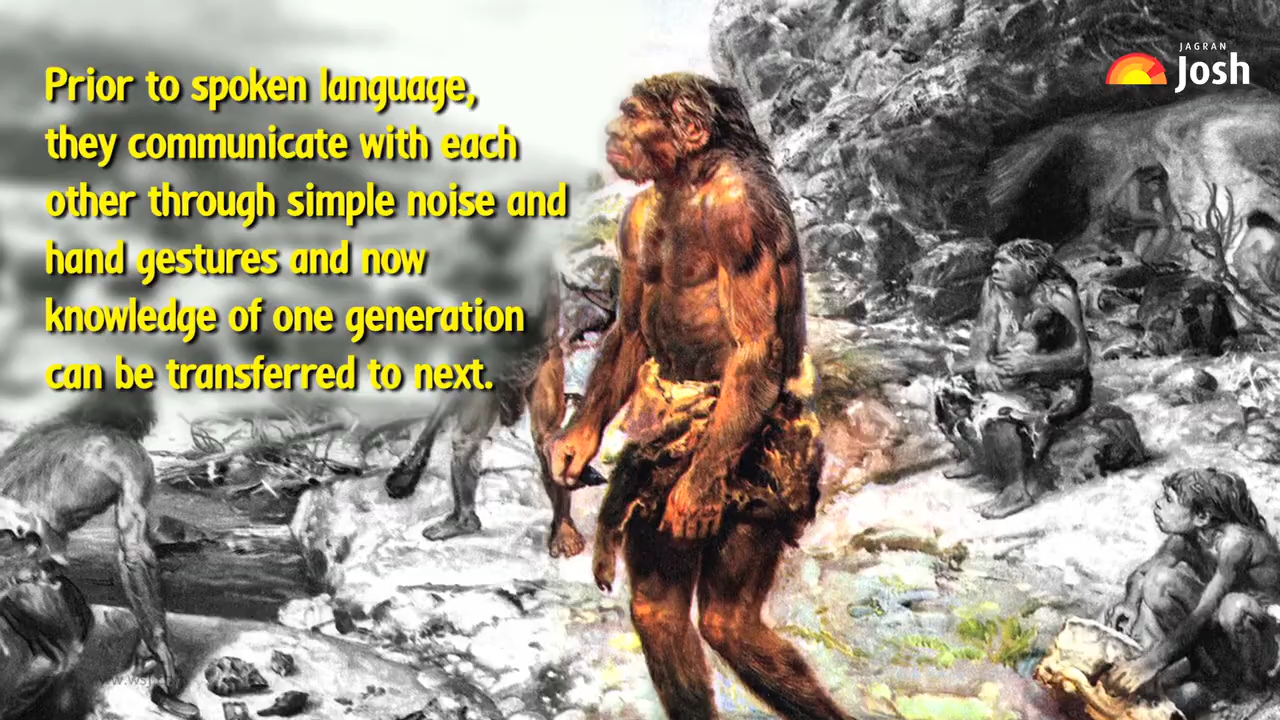 JAGRAN
Josh
Prior to spoken language,
they communicate with each
other through simple noise and
hand gestures and now
knowledge of one generation
can be transferred to next.